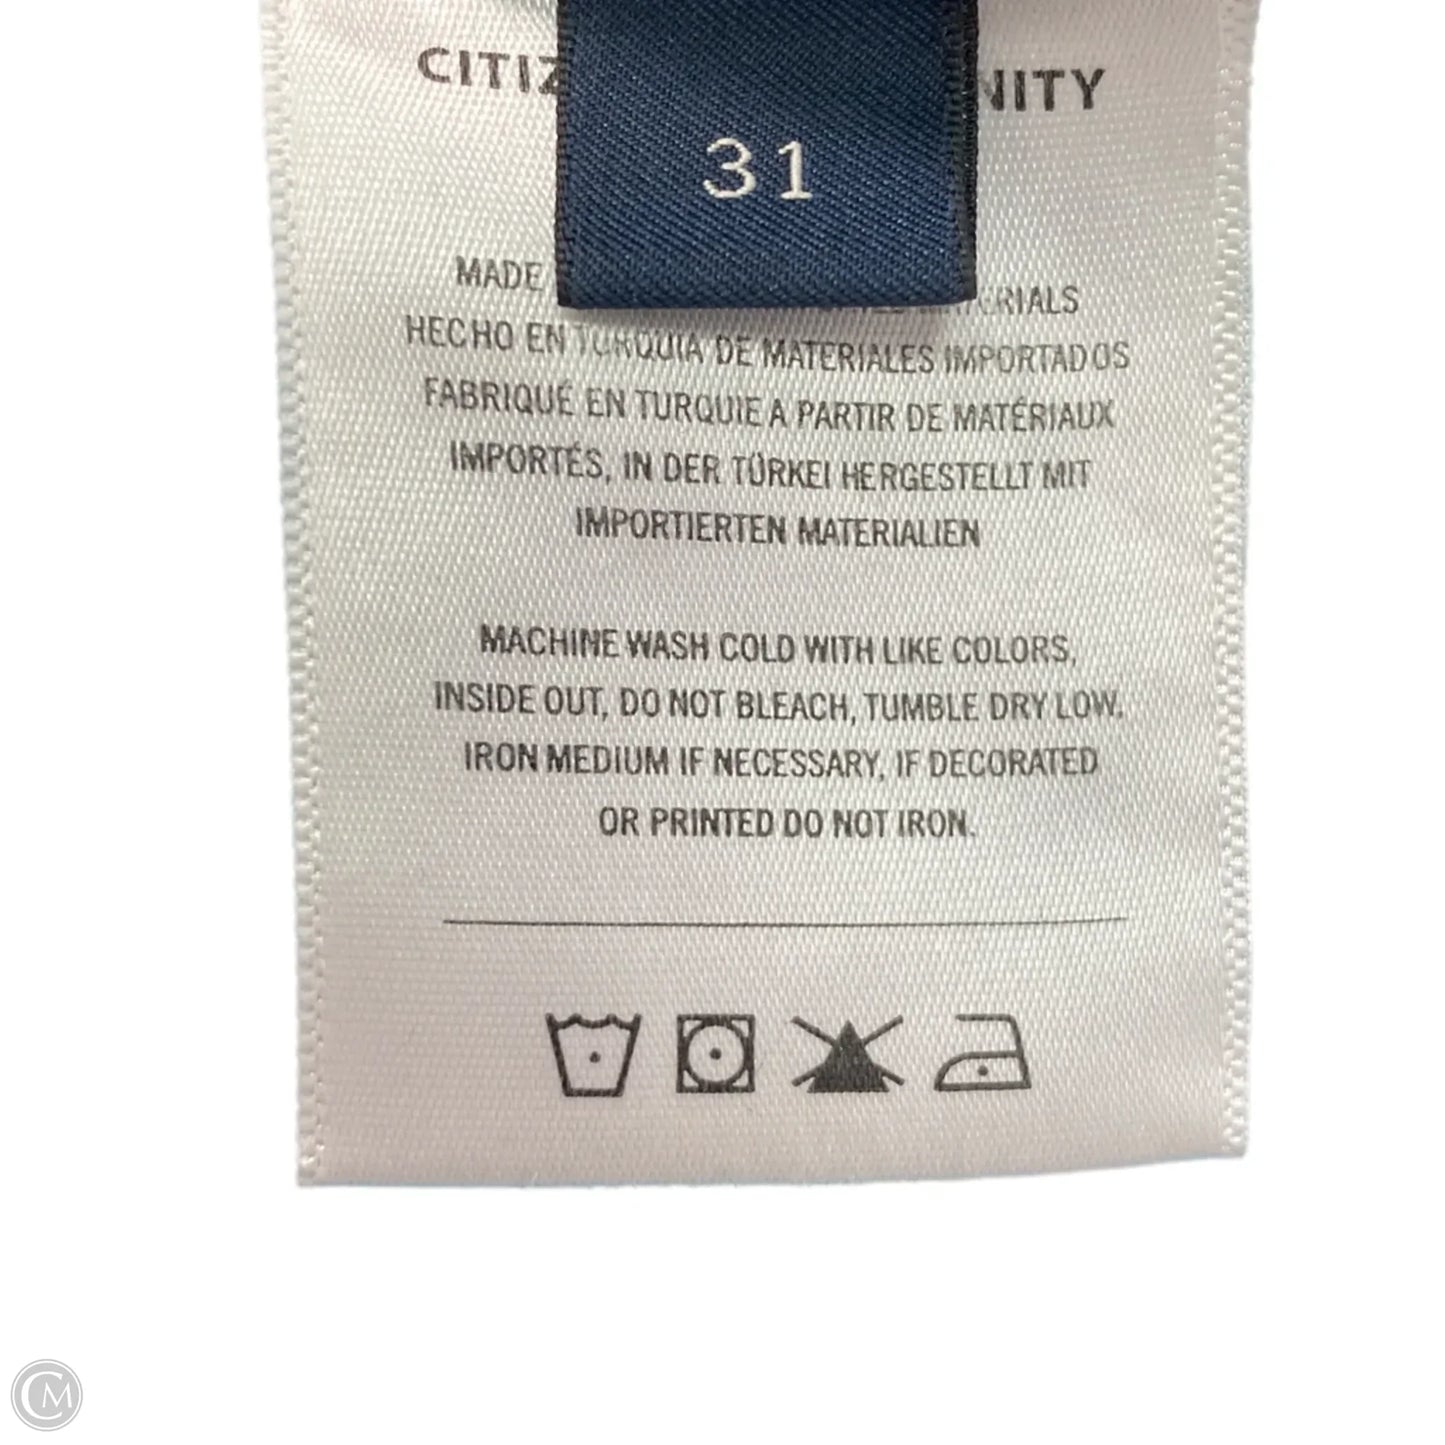 31
MADE
HECHO EN TURQUIA DE MATERIALES IMPORTADOS
FABRIQUÉ EN TURQUIE A PARTIR DE MATÉRIAUX
IMPORTÉS, IN DER TÜRKEI HERGESTELLT MIT
IMPORTIERTEN MATERIALIEN
MACHINE WASH COLD WITH LIKE COLORS,
INSIDE OUT, DO NOT BLEACH, TUMBLE DRY LOW,
IRON MEDIUM IF NECESSARY, IF DECORATED
OR PRINTED DO NOT IRON.
CM